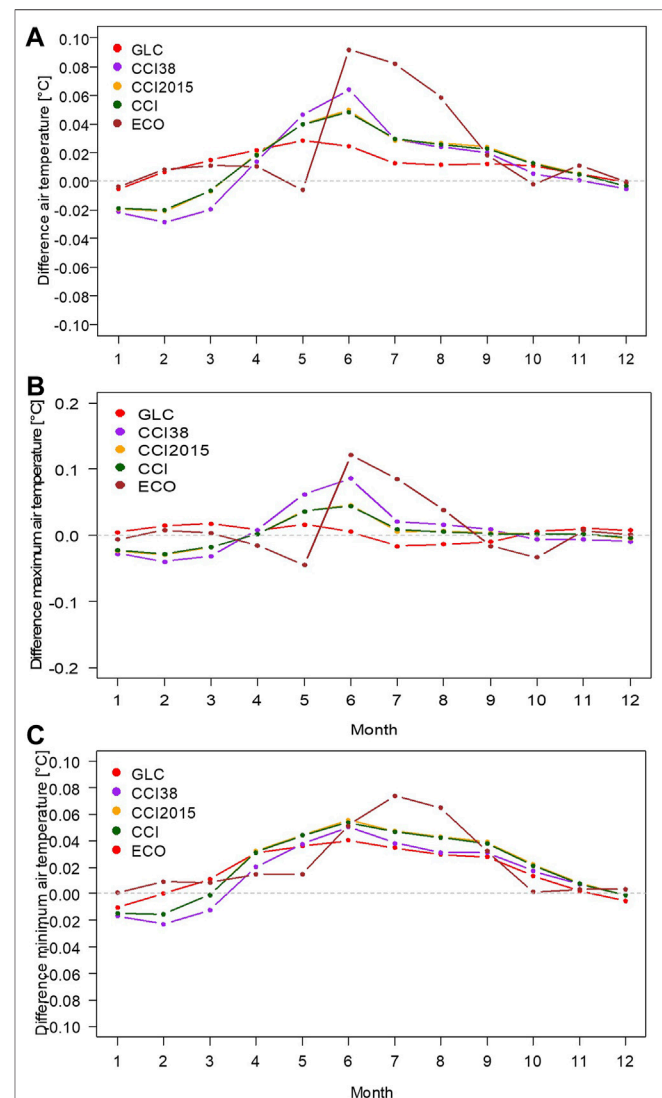 A
Difference air temperature [°C]
0.10
0.08
0.06
0.04
0.02
0.00
-0.02
-0.04
-0.06
-0.08
-0.10
GLC
CCI38
CCI2015
CCI
ECO
1 2 3 4 5 6 7 8 9 10 11 12
B
Difference maximum air temperature [°C]
0.2
0.1
0.0
-0.1
-0.2
GLC
CCI38
CCI2015
CCI
ECO
1 2 3 4 5 6 7 8 9 10 11 12
Month
C
Difference minimum air temperature [°C]
0.10
0.08
0.06
0.04
0.02
0.00
-0.02
-0.04
-0.06
-0.08
-0.10
GLC
CCI38
CCI2015
CCI
ECO
1 2 3 4 5 6 7 8 9 10 11 12
Month